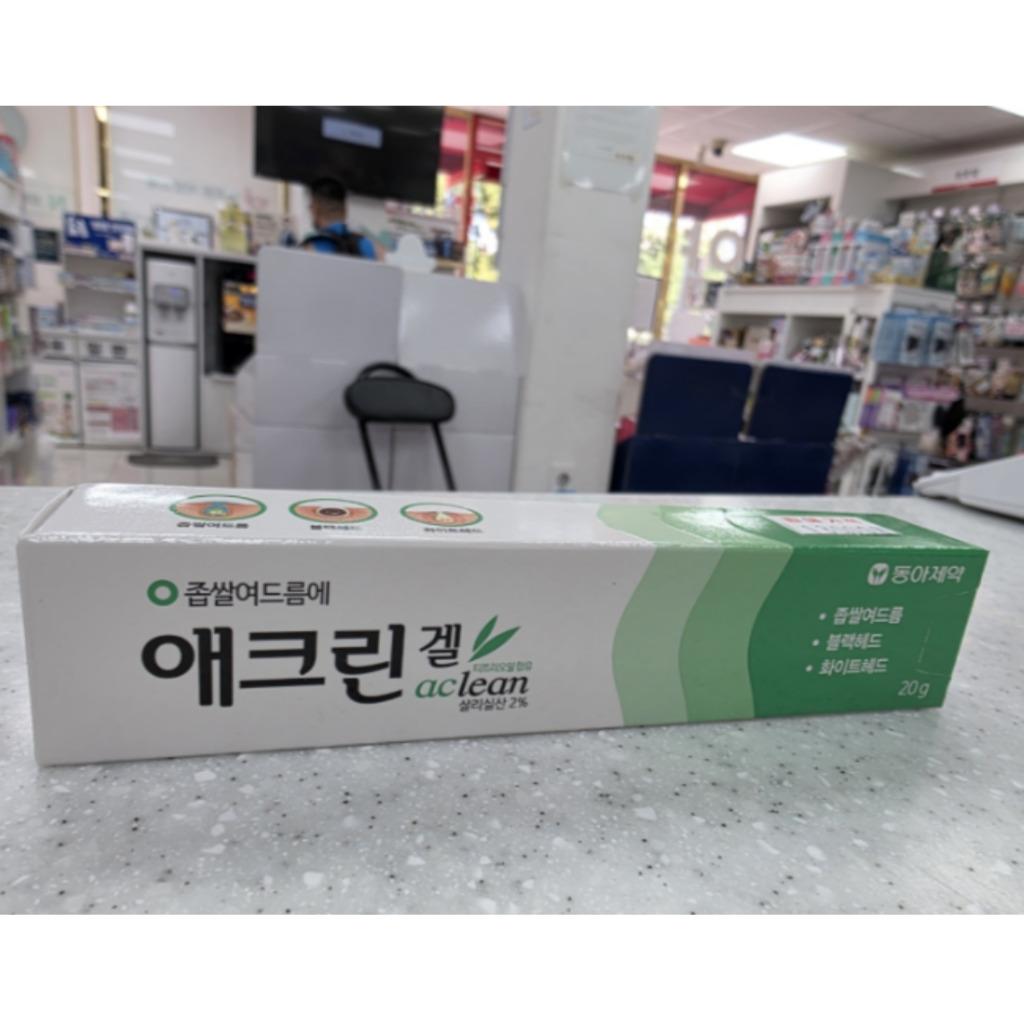 좁쌀여드름
블랙헤드
화이트헤드
좁쌀여드름에
애크린 겔
티트리오일 함유
aclean
살리실산 2%
동아제약
• 좁쌀여드름
• 블랙헤드
• 화이트헤드
20g